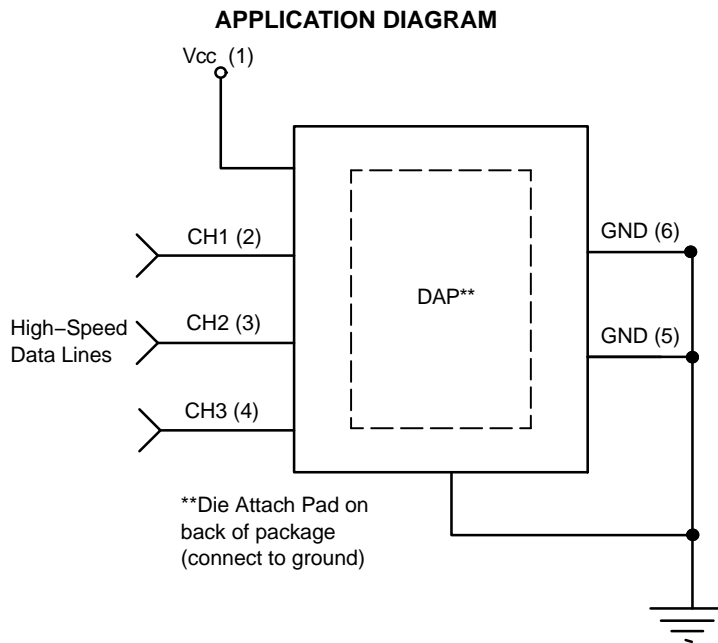 APPLICATION DIAGRAM
Vcc (1)
CH1 (2)
GND (6)
DAP**
High−Speed
Data Lines
CH2 (3)
GND (5)
CH3 (4)
**Die Attach Pad on
back of package
(connect to ground)